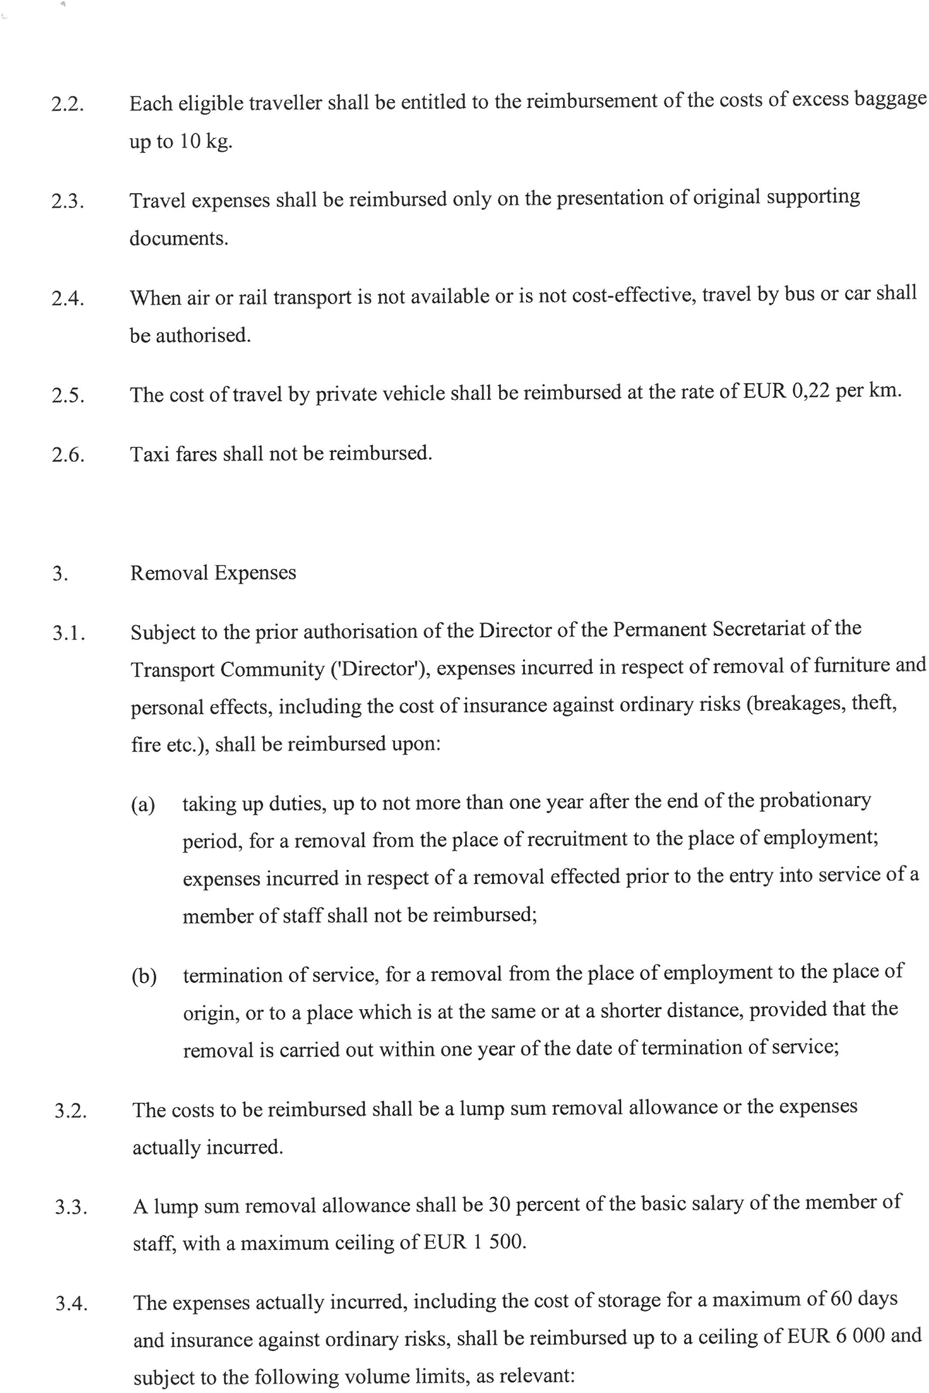 2.2. Each eligible traveller shall be entitled to the reimbursement of the costs of excess baggage
up to 10 kg.
2.3. Travel expenses shall be reimbursed only on the presentation of original supporting
documents.
2.4. When air or rail transport is not available or is not cost-effective, travel by bus or car shall
be authorised.
2.5. The cost of travel by private vehicle shall be reimbursed at the rate of EUR 0,22 per km.
2.6. Taxi fares shall not be reimbursed.
3. Removal Expenses
3.1. Subject to the prior authorisation of the Director of the Permanent Secretariat of the
Transport Community ('Director'), expenses incurred in respect of removal of furniture and
personal effects, including the cost of insurance against ordinary risks (breakages, theft,
fire etc.), shall be reimbursed upon:
(a) taking up duties, up to not more than one year after the end of the probationary
period, for a removal from the place of recruitment to the place of employment;
expenses incurred in respect of a removal effected prior to the entry into service of a
member of staff shall not be reimbursed;
(b) termination of service, for a removal from the place of employment to the place of
origin, or to a place which is at the same or at a shorter distance, provided that the
removal is carried out within one year of the date of termination of service;
3.2. The costs to be reimbursed shall be a lump sum removal allowance or the expenses
actually incurred.
3.3. A lump sum removal allowance shall be 30 percent of the basic salary of the member of
staff, with a maximum ceiling of EUR 1 500.
3.4. The expenses actually incurred, including the cost of storage for a maximum of 60 days
and insurance against ordinary risks, shall be reimbursed up to a ceiling of EUR 6 000 and
subject to the following volume limits, as relevant: